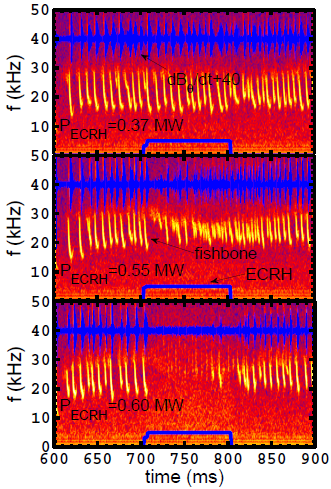 50
40
dB_θ dt+40
30
f (kHz)
20
10
P_ECRH=0.37 MW
50
40
30
f (kHz)
20
fishbone
10
P_ECRH=0.55 MW
ECRH
50
40
30
f (kHz)
20
10
P_ECRH=0.60 MW
0
600 650 700 750 800 850 900
time (ms)